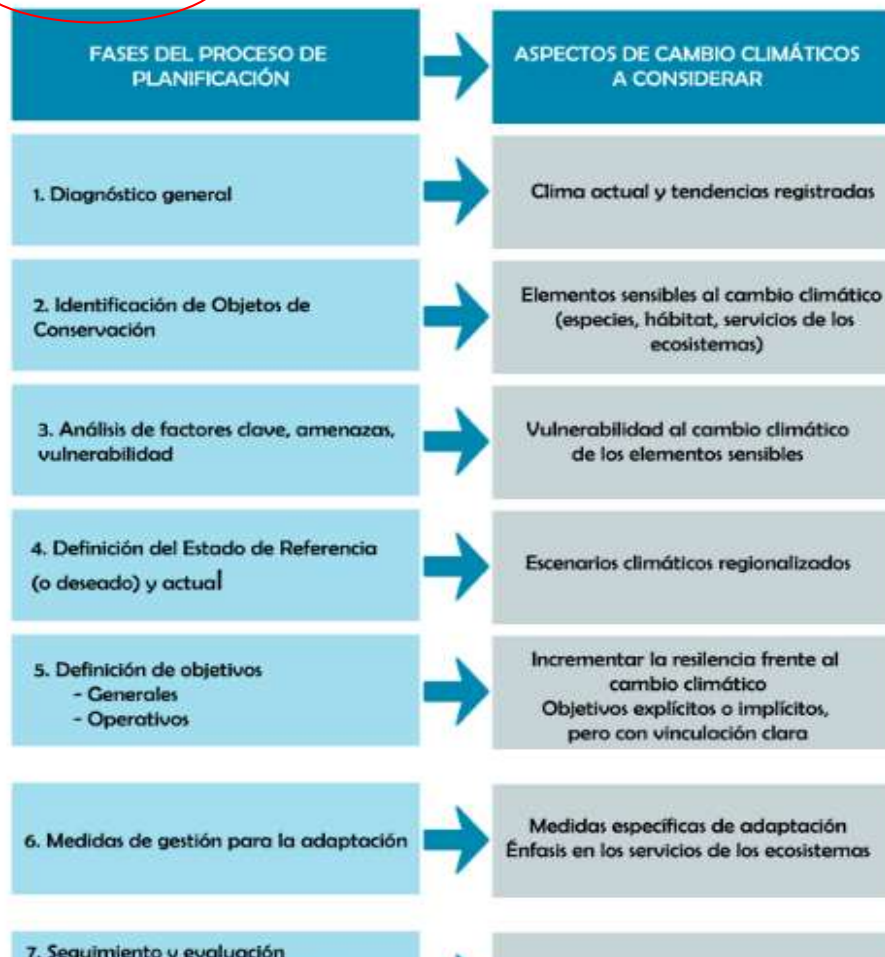 FASES DEL PROCESO DE
PLANIFICACIÓN
ASPECTOS DE CAMBIO CLIMÁTICOS
A CONSIDERAR
1. Diagnóstico general
Clima actual y tendencias registradas
2. Identificación de Objetos de
Conservación
Elementos sensibles al cambio climático
(especies, hábitat, servicios de los
ecosistemas)
3. Análisis de factores clave, amenazas,
vulnerabilidad
Vulnerabilidad al cambio climático
de los elementos sensibles
4. Definición del Estado de Referencia
(o deseado) y actual
Escenarios climáticos regionalizados
5. Definición de objetivos
- Generales
- Operativos
Incrementar la resilencia frente al
cambio climático
Objetivos explícitos o implícitos,
pero con vinculación clara
6. Medidas de gestión para la adaptación
Medidas específicas de adaptación
Énfasis en los servicios de los ecosistemas
7. Seguimiento y evaluación